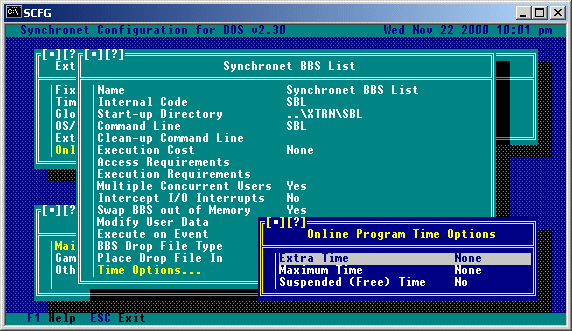 SCFG
Synchronet Configuration for DOS v2.30 Wed Nov 22 2000 10:01 pm
[■][?
Ext
Fix
Tim
Glo
OS/
Ext
Onl
[■][?]
Synchronet BBS List
Name Synchronet BBS List
Internal Code SBL
Start-up Directory ..\XTRN\SBL
Command Line SBL
Clean-up Command Line
Execution Cost None
Access Requirements
Execution Requirements
Multiple Concurrent Users Yes
Intercept I/O Interrupts No
Swap BBS out of Memory Yes
Modify User Data
Execute on Event
BBS Drop File Type
Place Drop File In
Time Options...
[■][?
Mai
Gam
Oth
[■][?]
Online Program Time Options
Extra Time None
Maximum Time None
Suspended (Free) Time No
F1 Help ESC Exit